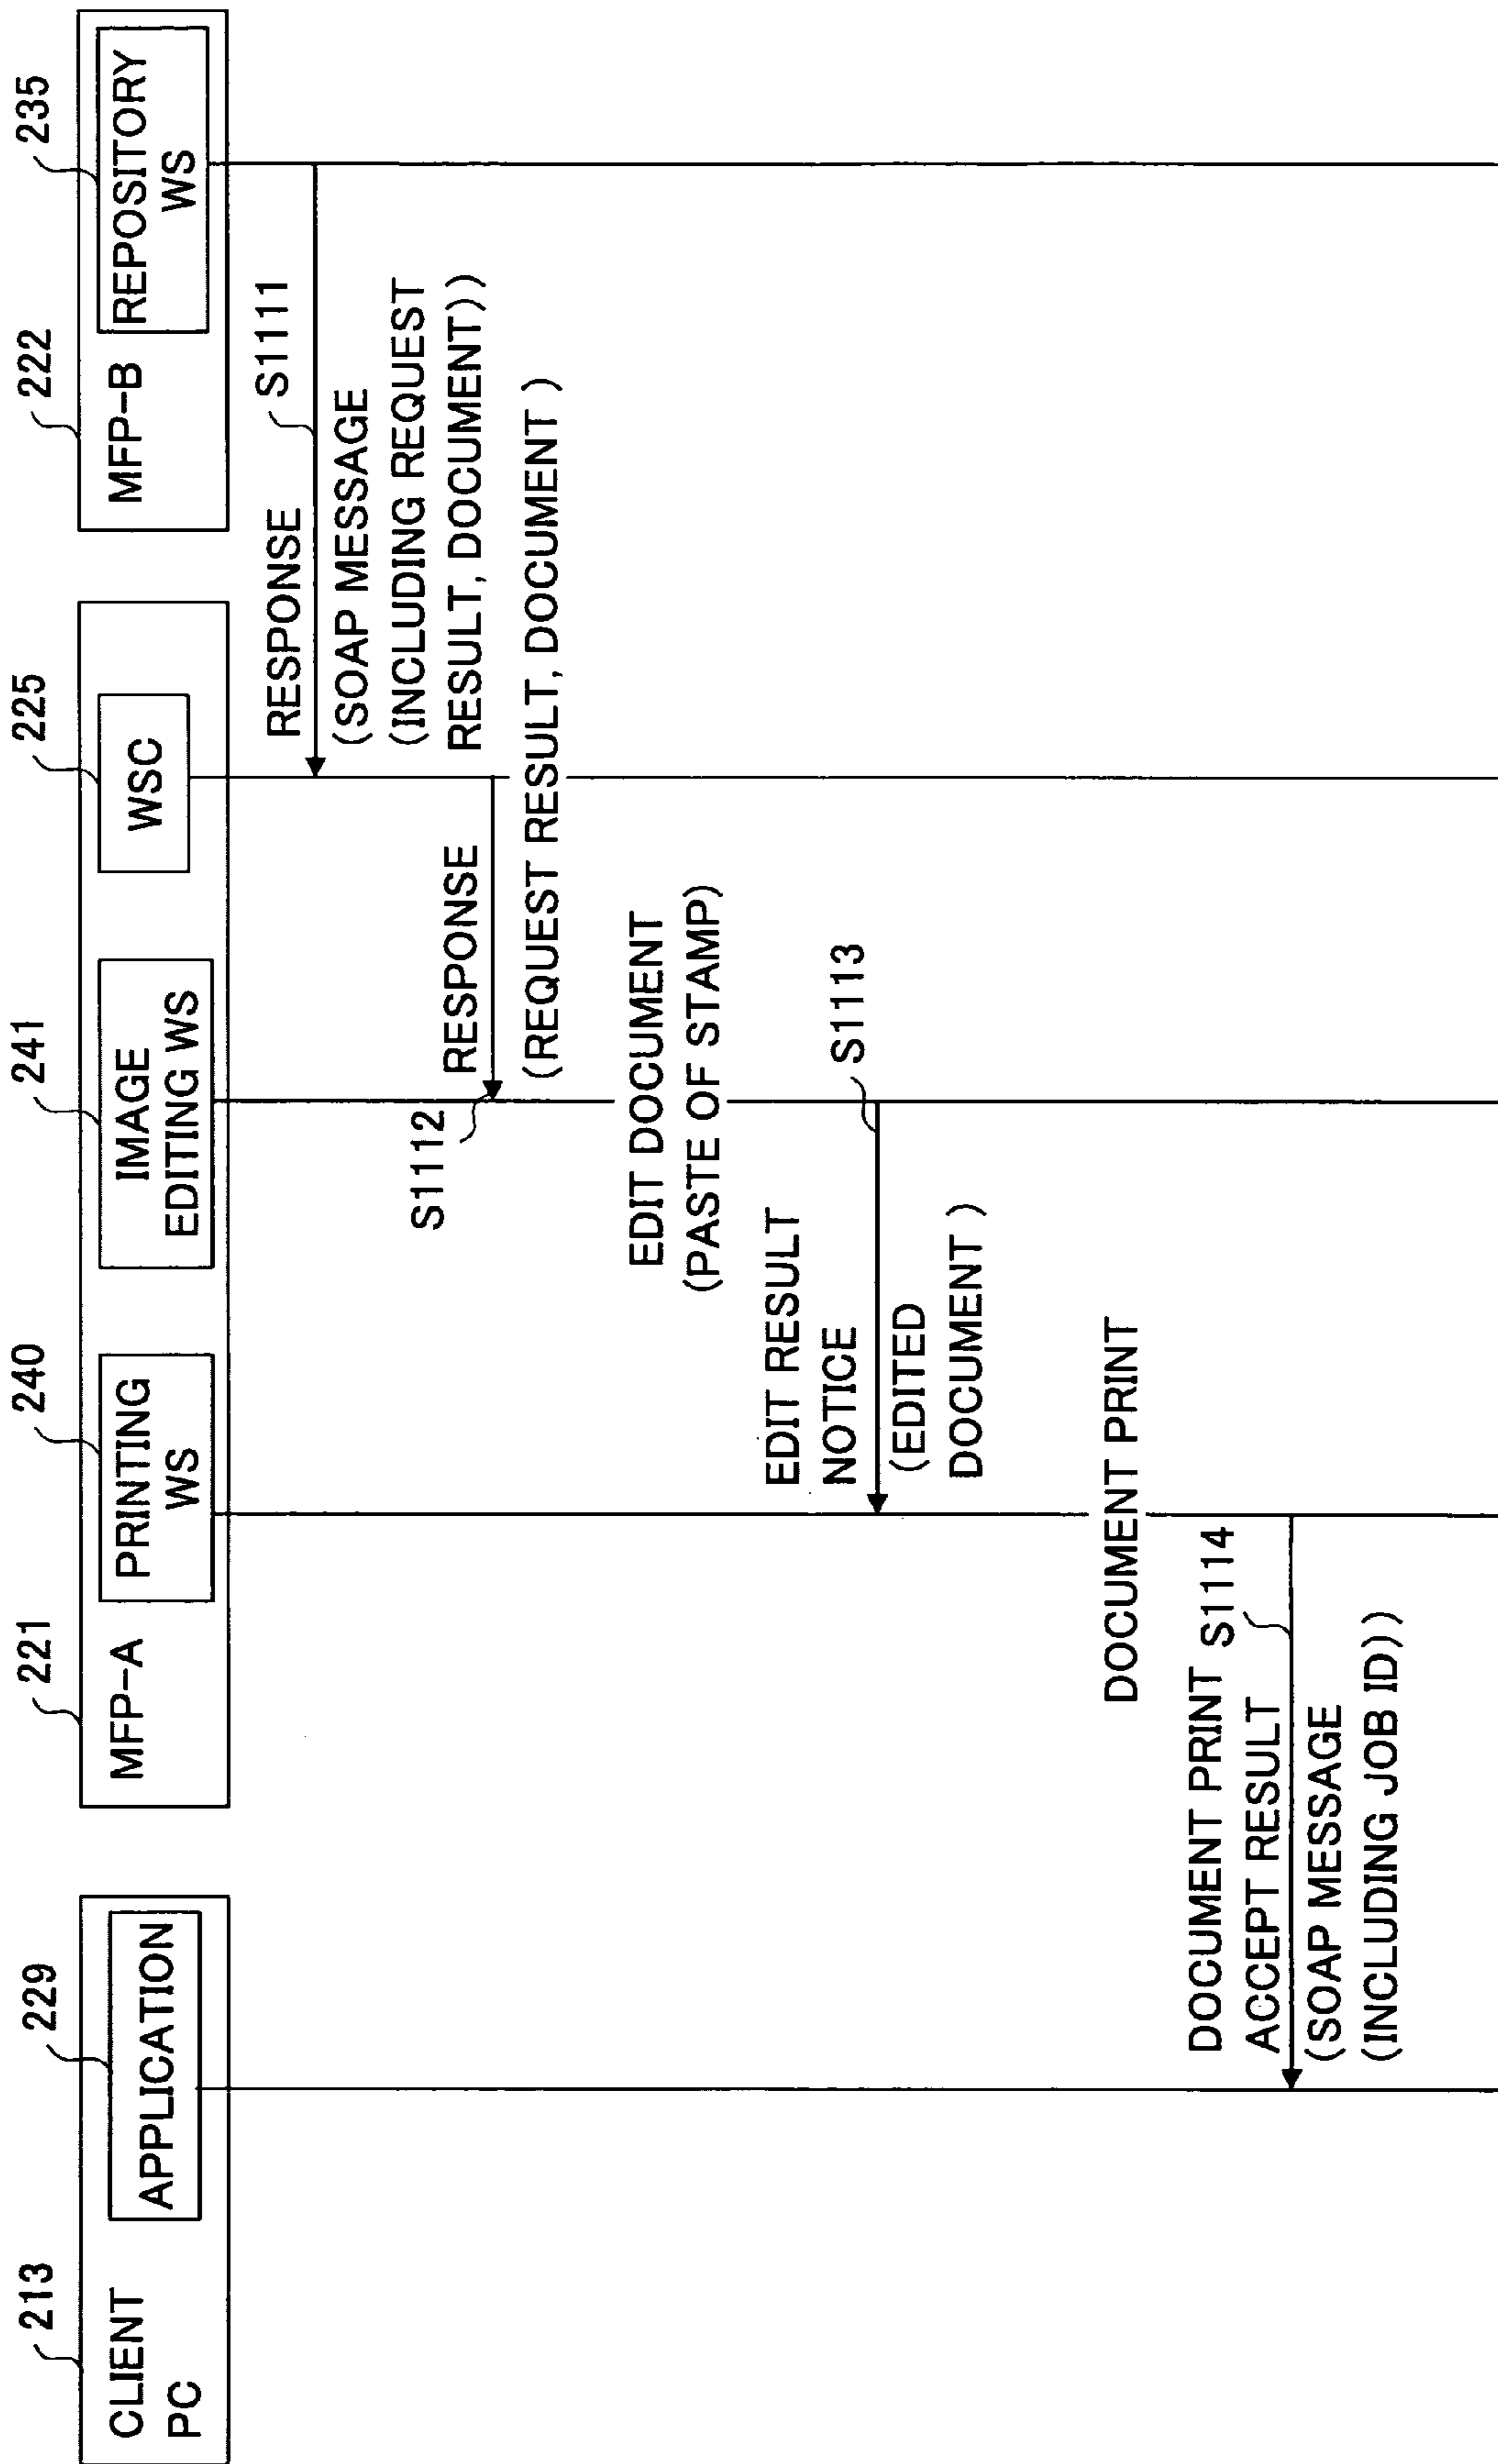 213
CLIENT
PC
229
APPLICATION
221
MFP-A
240
PRINTING
WS
241
IMAGE
EDITING WS
225
WSC
222
MFP-B
235
REPOSITORY
WS
RESPONSE
S1111
(SOAP MESSAGE
(INCLUDING REQUEST
RESULT, DOCUMENT))
S1112
RESPONSE
(REQUEST RESULT, DOCUMENT )
EDIT DOCUMENT
(PASTE OF STAMP)
EDIT RESULT
NOTICE
S1113
(EDITED
DOCUMENT )
DOCUMENT PRINT
DOCUMENT PRINT
ACCEPT RESULT
S1114
(SOAP MESSAGE
(INCLUDING JOB ID))